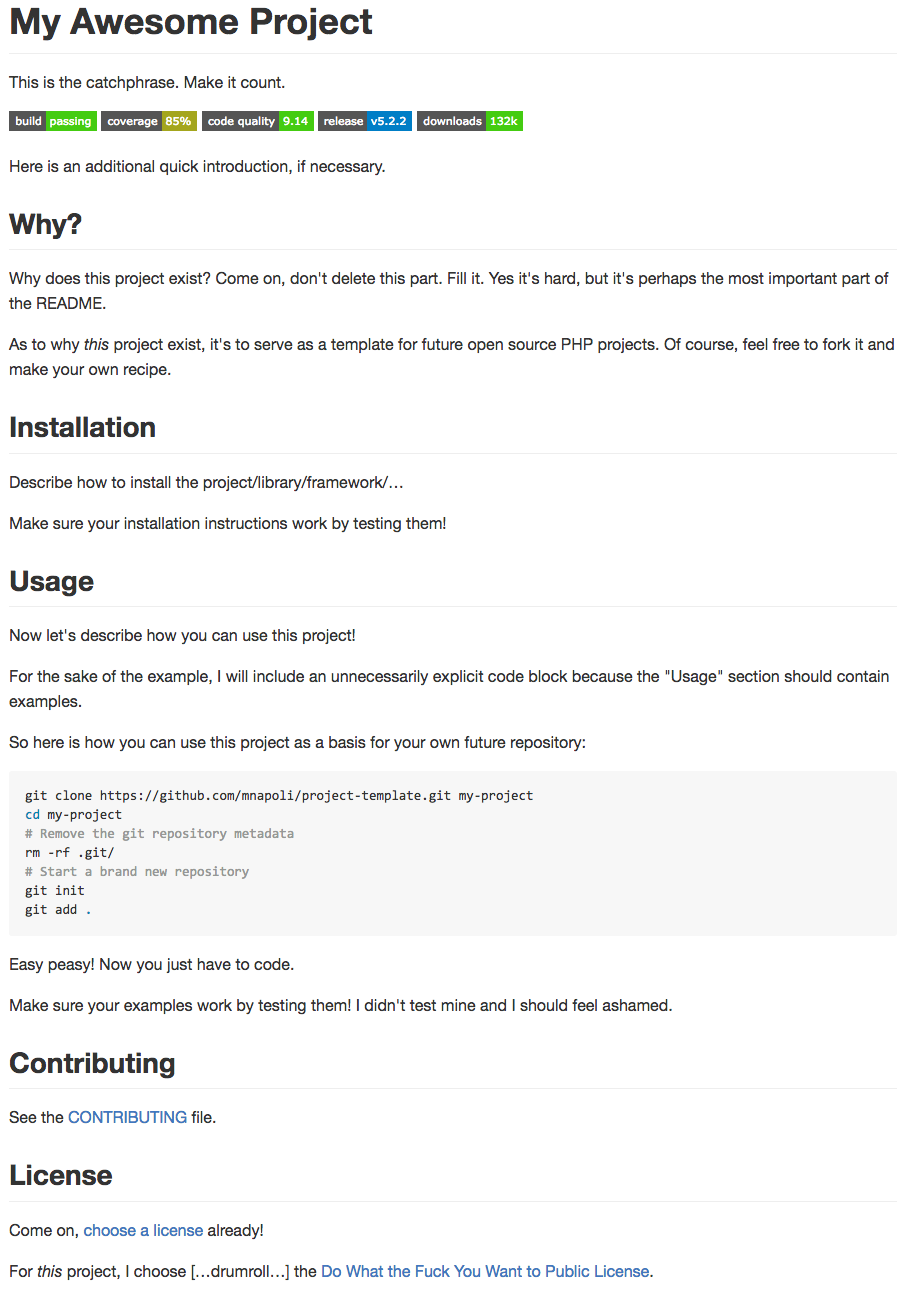 My Awesome Project
This is the catchphrase. Make it count.
build passing coverage 85% code quality 9.14 release v5.2.2 downloads 132k
Here is an additional quick introduction, if necessary.
Why?
Why does this project exist? Come on, don't delete this part. Fill it. Yes it's hard, but it's perhaps the most important part of
the README.
As to why this project exist, it's to serve as a template for future open source PHP projects. Of course, feel free to fork it and
make your own recipe.
Installation
Describe how to install the project/library/framework/…
Make sure your installation instructions work by testing them!
Usage
Now let's describe how you can use this project!
For the sake of the example, I will include an unnecessarily explicit code block because the "Usage" section should contain
examples.
So here is how you can use this project as a basis for your own future repository:
git clone https://github.com/mnapoli/project-template.git my-project
cd my-project
# Remove the git repository metadata
rm -rf .git/
# Start a brand new repository
git init
git add .
Easy peasy! Now you just have to code.
Make sure your examples work by testing them! I didn't test mine and I should feel ashamed.
Contributing
See the CONTRIBUTING file.
License
Come on, choose a license already!
For this project, I choose […drumroll…] the Do What the Fuck You Want to Public License.